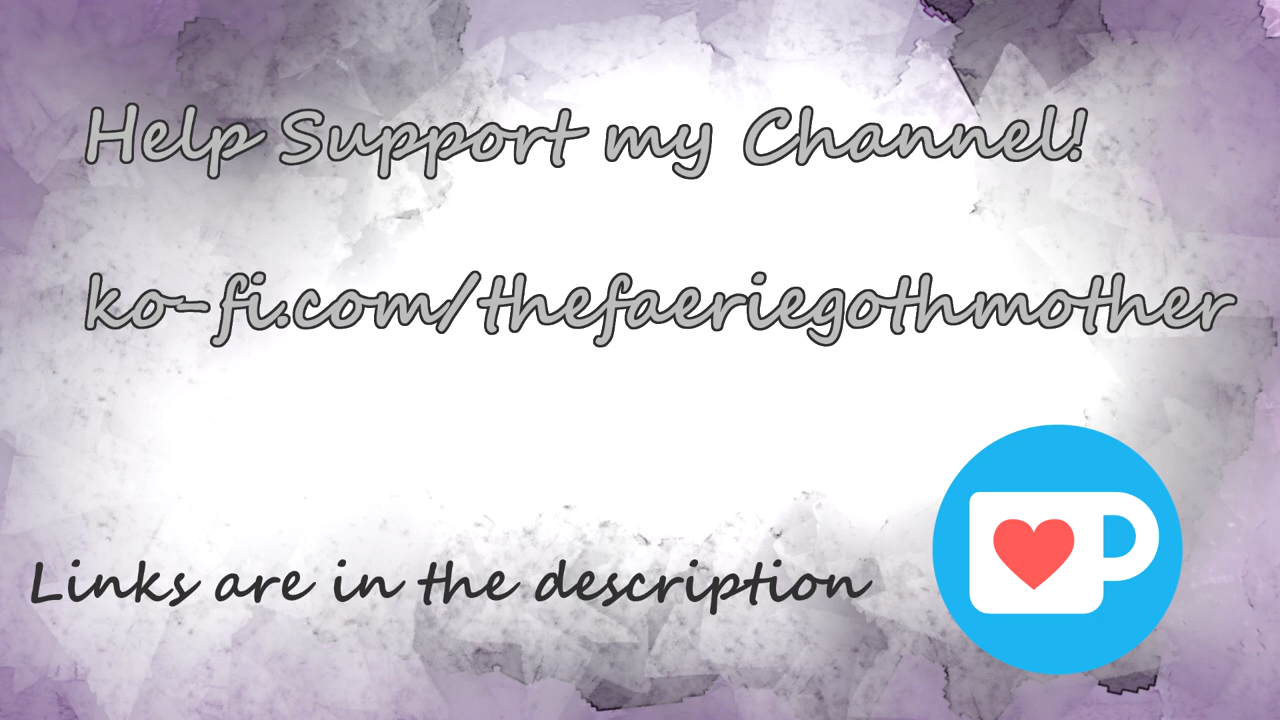 Help Support my Channel!
ko-fi.com/thefaeriegothmother
Links are in the description